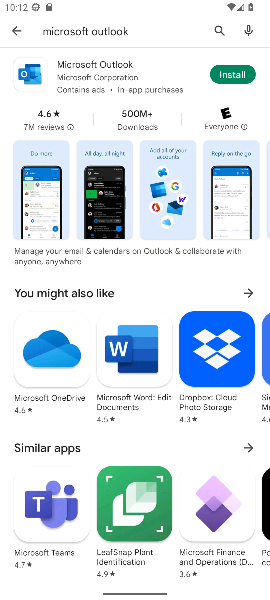 10:12
microsoft outlook
Microsoft Outlook
Microsoft Corporation
Contains ads • In-app purchases
Install
4.6★
7M reviews
500M+
Downloads
E
Everyone
Do more
All day, all night
Add all of your
accounts
Reply on the go
Manage your email & calendars on Outlook & collaborate with
anyone, anywhere
You might also like
Microsoft OneDrive
4.6★
Microsoft Word: Edit
Documents
4.5★
Dropbox: Cloud
Photo Storage
4.3★
Similar apps
Microsoft Teams
4.7★
LeafSnap Plant
Identification
4.9★
Microsoft Finance
and Operations (D...
3.6★